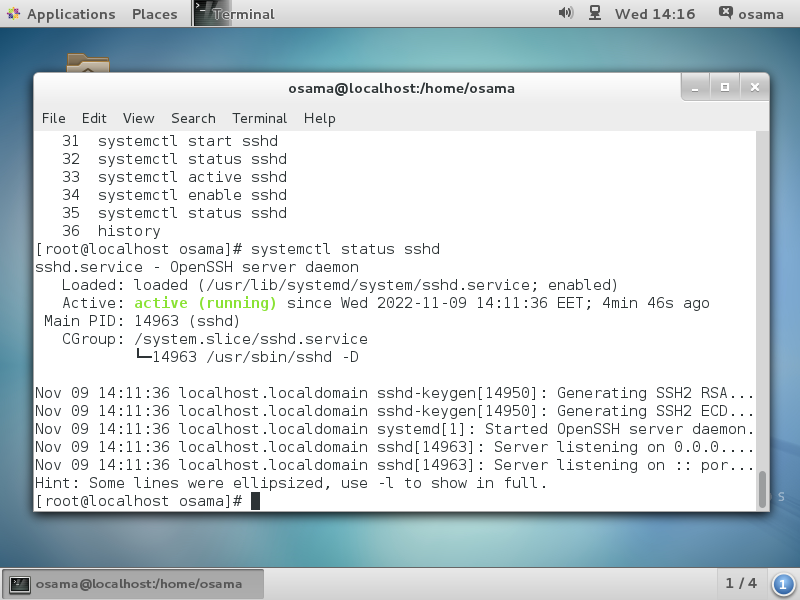 Applications Places Terminal Wed 14:16 osama
osama@localhost:/home/osama
File Edit View Search Terminal Help
31 systemctl start sshd
32 systemctl status sshd
33 systemctl active sshd
34 systemctl enable sshd
35 systemctl status sshd
36 history
[root@localhost osama]# systemctl status sshd
sshd.service - OpenSSH server daemon
Loaded: loaded (/usr/lib/systemd/system/sshd.service; enabled)
Active: active (running) since Wed 2022-11-09 14:11:36 EET; 4min 46s ago
Main PID: 14963 (sshd)
CGroup: /system.slice/sshd.service
└─14963 /usr/sbin/sshd -D
Nov 09 14:11:36 localhost.localdomain sshd-keygen[14950]: Generating SSH2 RSA...
Nov 09 14:11:36 localhost.localdomain sshd-keygen[14950]: Generating SSH2 ECD...
Nov 09 14:11:36 localhost.localdomain systemd[1]: Started OpenSSH server daemon.
Nov 09 14:11:36 localhost.localdomain sshd[14963]: Server listening on 0.0.0....
Nov 09 14:11:36 localhost.localdomain sshd[14963]: Server listening on :: por...
Hint: Some lines were ellipsized, use -l to show in full.
[root@localhost osama]#
osama@localhost:/home/osama 1 / 4 1